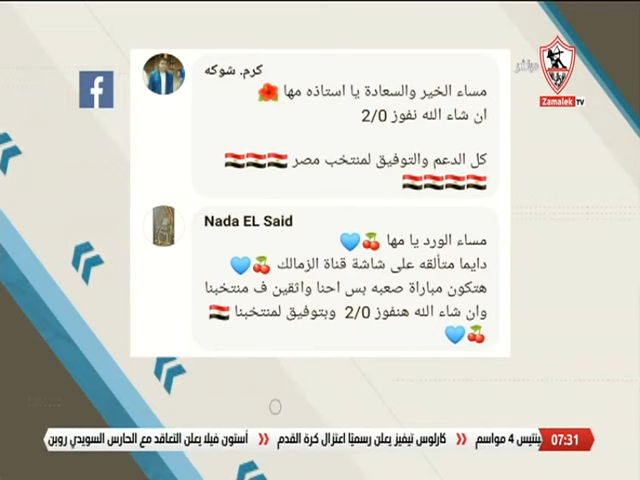 كرم. شوكه
مساء الخير والسعادة يا استاذه مها 🌺
ان شاء الله نفوز 2/0
كل الدعم والتوفيق لمنتخب مصر 🇪🇬🇪🇬🇪🇬
🇪🇬🇪🇬🇪🇬🇪🇬
مباشر
Zamalek TV
Nada EL Said
مساء الورد يا مها 🍒💙
دايما متألقه على شاشة قناة الزمالك 🍒💙
هتكون مباراة صعبه بس احنا واثقين ف منتخبنا
وان شاء الله هنفوز 2/0 وبتوفيق لمنتخبنا 🇪🇬
🍒💙
07:31 ينتيس 4 مواسم » كارلوس تيفيز يعلن رسميًا اعتزال كرة القدم » أستون فيلا يعلن التعاقد مع الحارس السويدي روبن